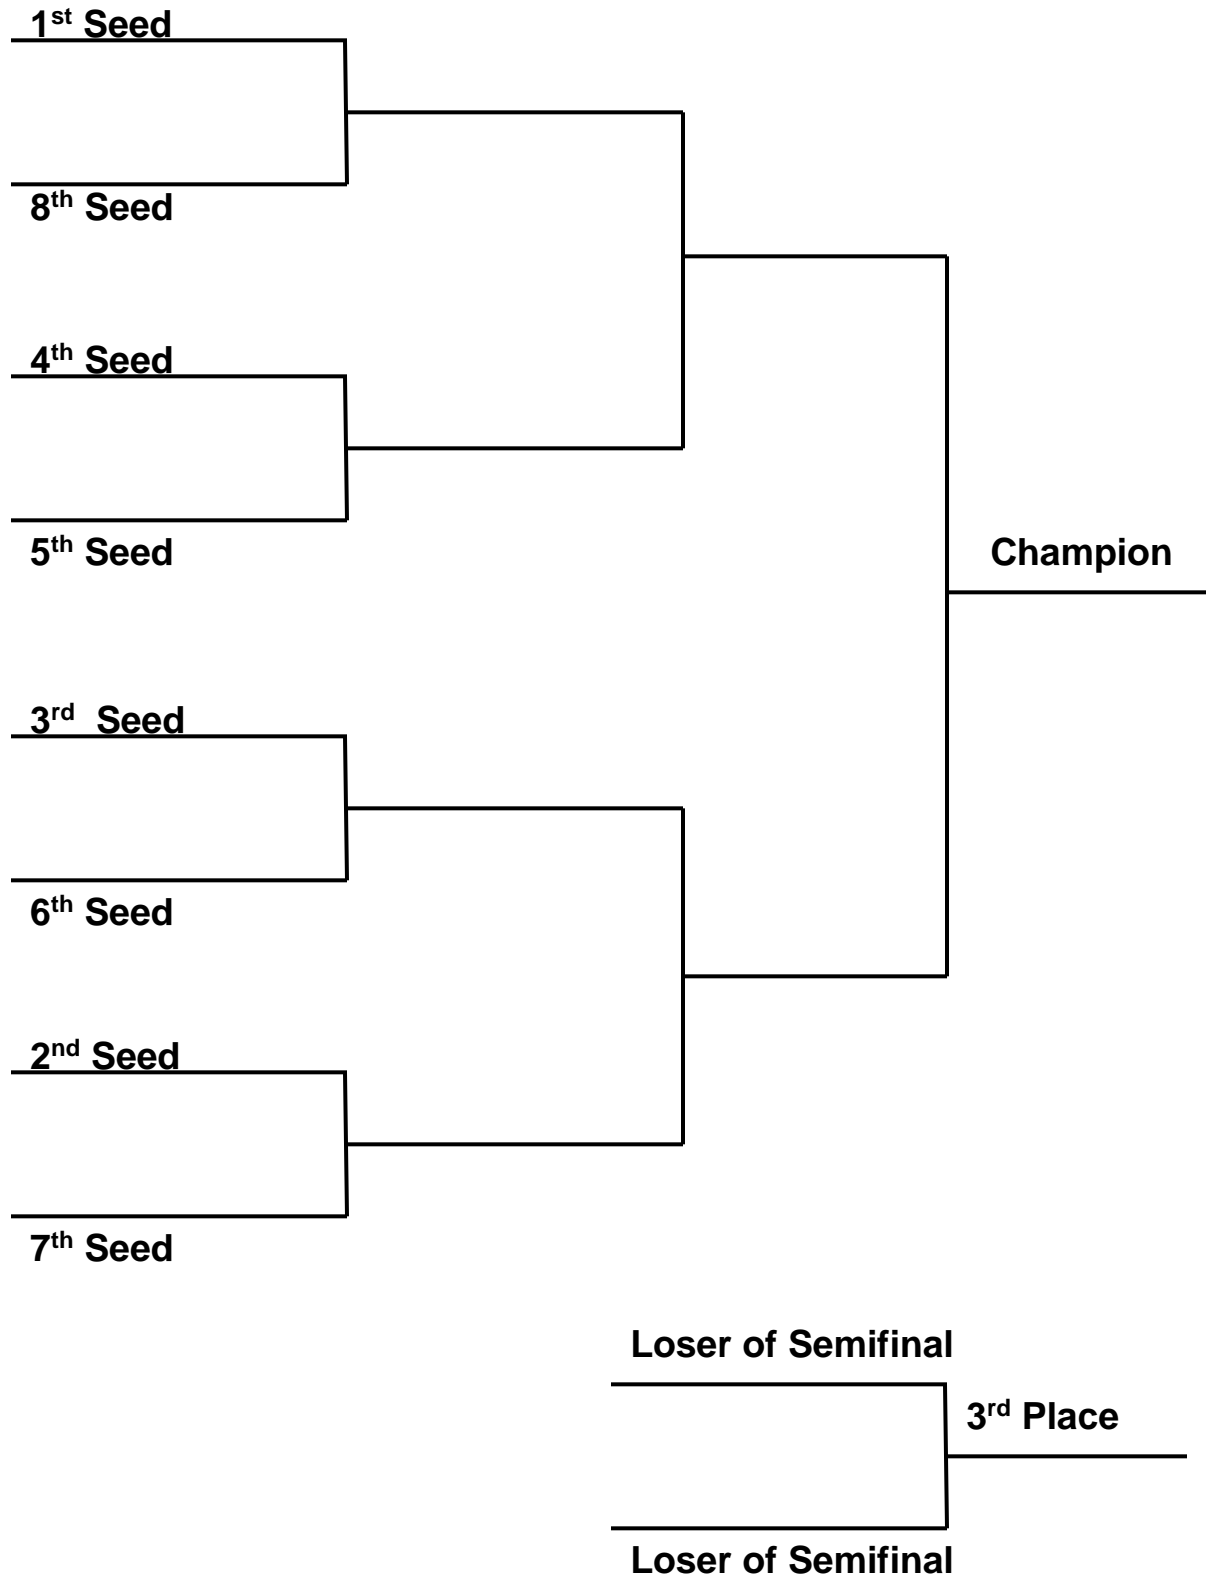 1st Seed
8th Seed
4th Seed
5th Seed
Champion
3rd  Seed
6th Seed
2nd Seed
7th Seed
Loser of Semifinal
3rd Place
Loser of Semifinal